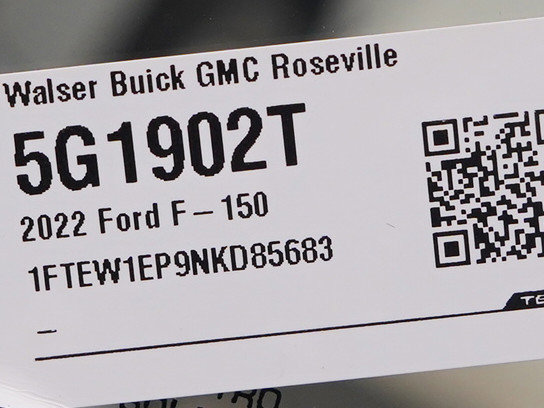 Walser Buick GMC Roseville
5G1902T
2022 Ford F-150
1FTEW1EP9NKD85683
-